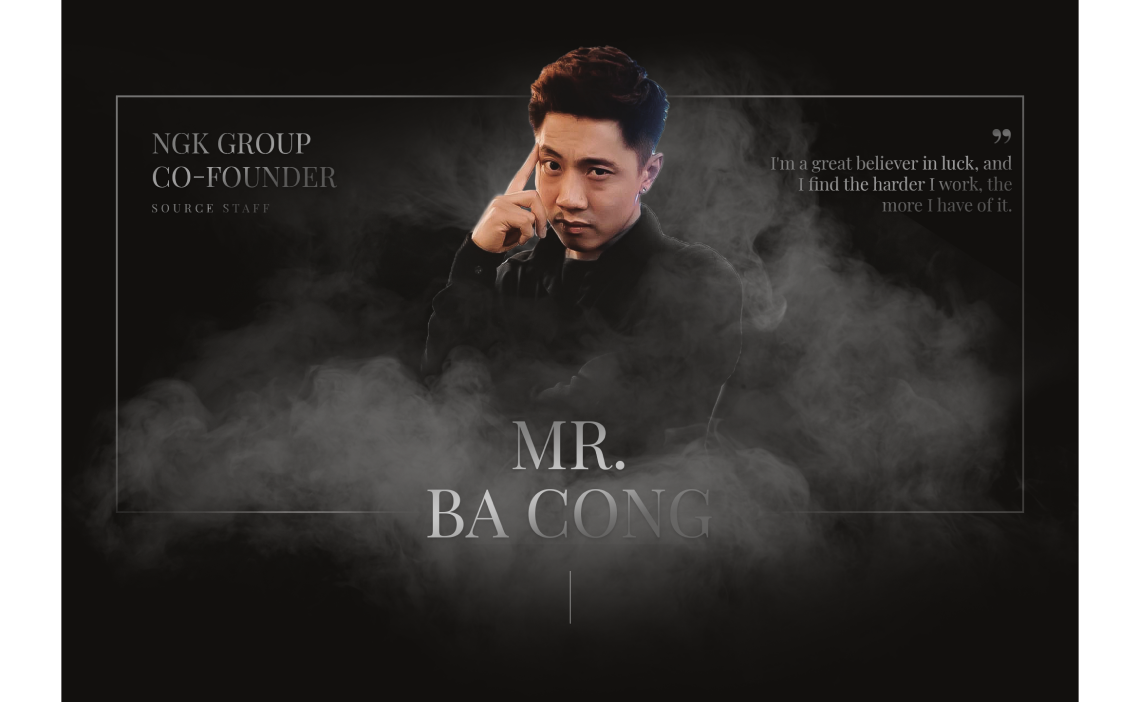 NGK GROUP
CO-FOUNDER
SOURCE STAFF
”
I'm a great believer in luck, and
I find the harder I work, the
more I have of it.
MR.
BA CONG